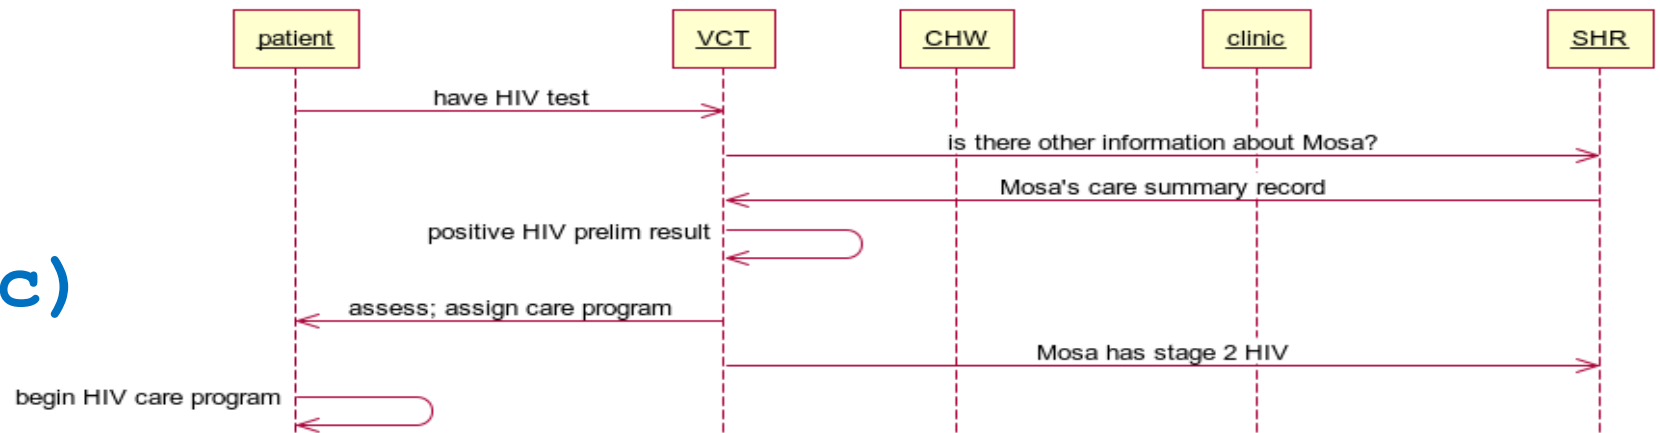 patient
VCT
CHW
clinic
SHR
have HIV test
is there other information about Mosa?
Mosa's care summary record
positive HIV prelim result
c)
assess; assign care program
Mosa has stage 2 HIV
begin HIV care program